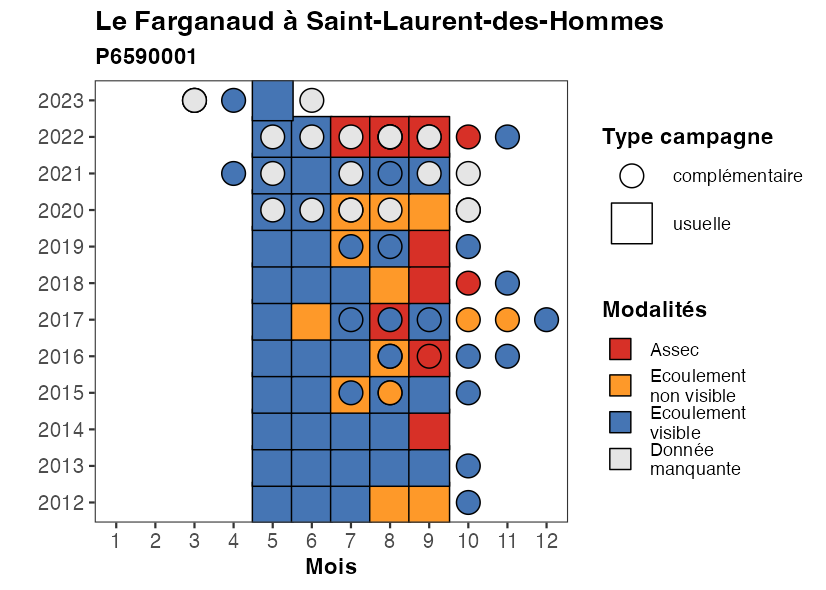 Le Farganaud à Saint-Laurent-des-Hommes
P6590001
2023
2022
2021
2020
2019
2018
2017
2016
2015
2014
2013
2012
1 2 3 4 5 6 7 8 9 10 11 12
Mois
Type campagne
complémentaire
usuelle
Modalités
Assec
Ecoulement
non visible
Ecoulement
visible
Donnée
manquante